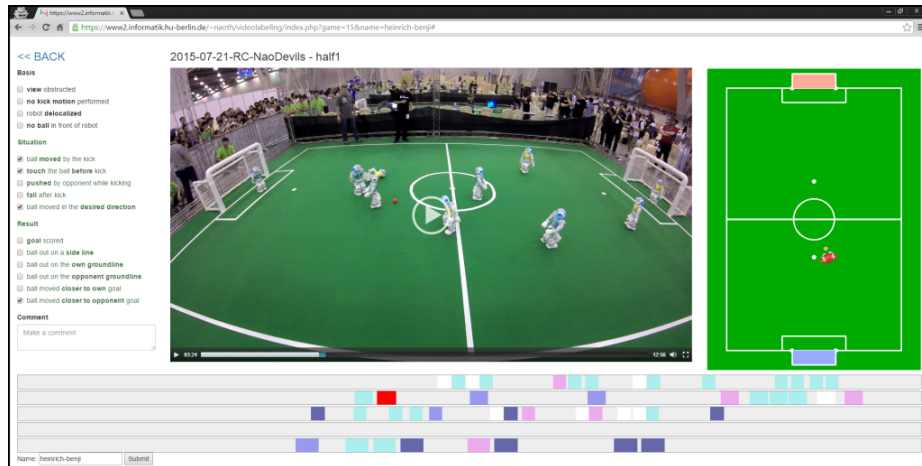 https://www2.informatik.hu-berlin.de/~naoth/videolabeling/index.php?game=15&name=heinrich-benji#
<< BACK
2015-07-21-RC-NaoDevils - half1
Basis
view obstructed
no kick motion performed
robot delocalized
no ball in front of robot
Situation
ball moved by the kick
touch the ball before kick
pushed by opponent while kicking
fall after kick
ball moved in the desired direction
Result
goal scored
ball out on a side line
ball out on the own groundline
ball out on the opponent groundline
ball moved closer to own goal
ball moved closer to opponent goal
Comment
Make a comment
03:24
12:56
Name: heinrich-benji Submit